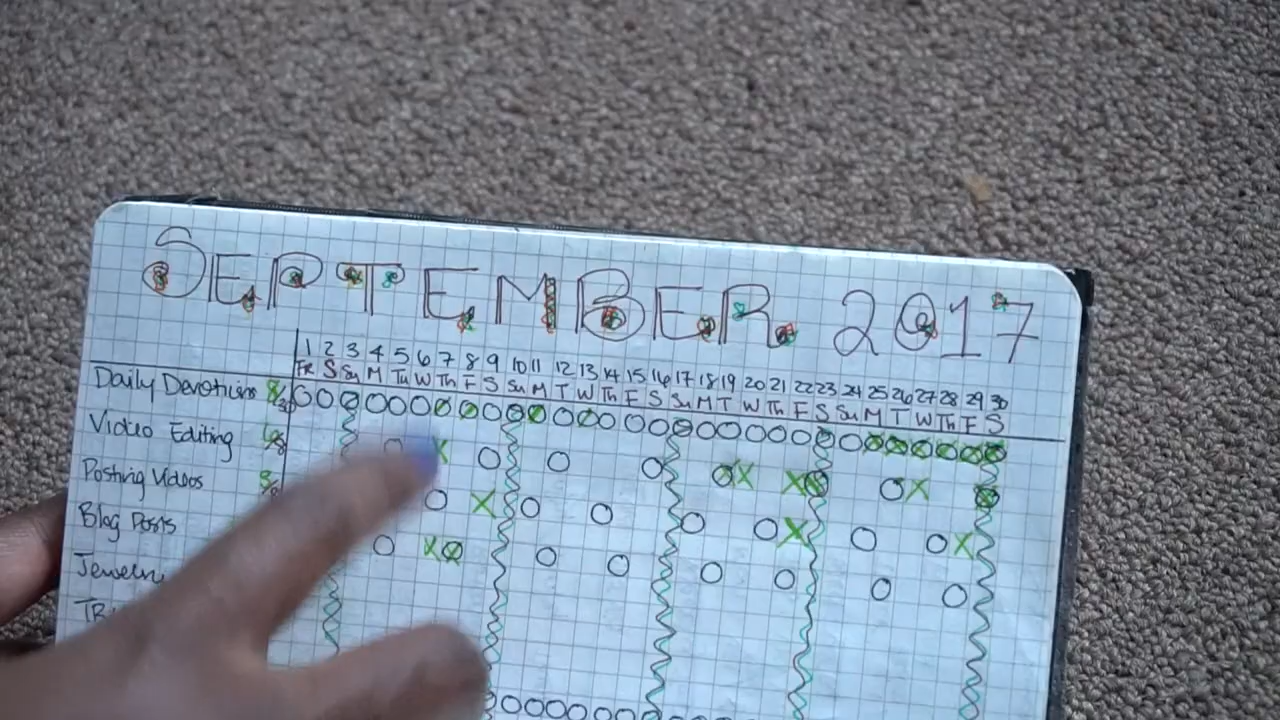 SEPTEMBER 2017
1 2 3 4 5 6 7 8 9 10 11 12 13 14 15 16 17 18 19 20 21 22 23 24 25 26 27 28 29 30
FR S Su M Tu W Th F S Su M T W Th F S Su M T W Th F S Su M T W Th F S
Daily Devotions
Video Editing
Posting Videos
Blog Posts
Jewelry